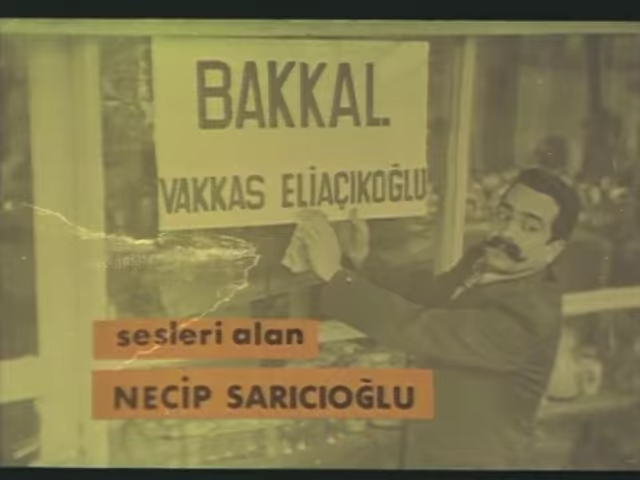 BAKKAL
VAKKAS ELİAÇIKOĞLU
sesleri alan
NECİP SARICIOĞLU